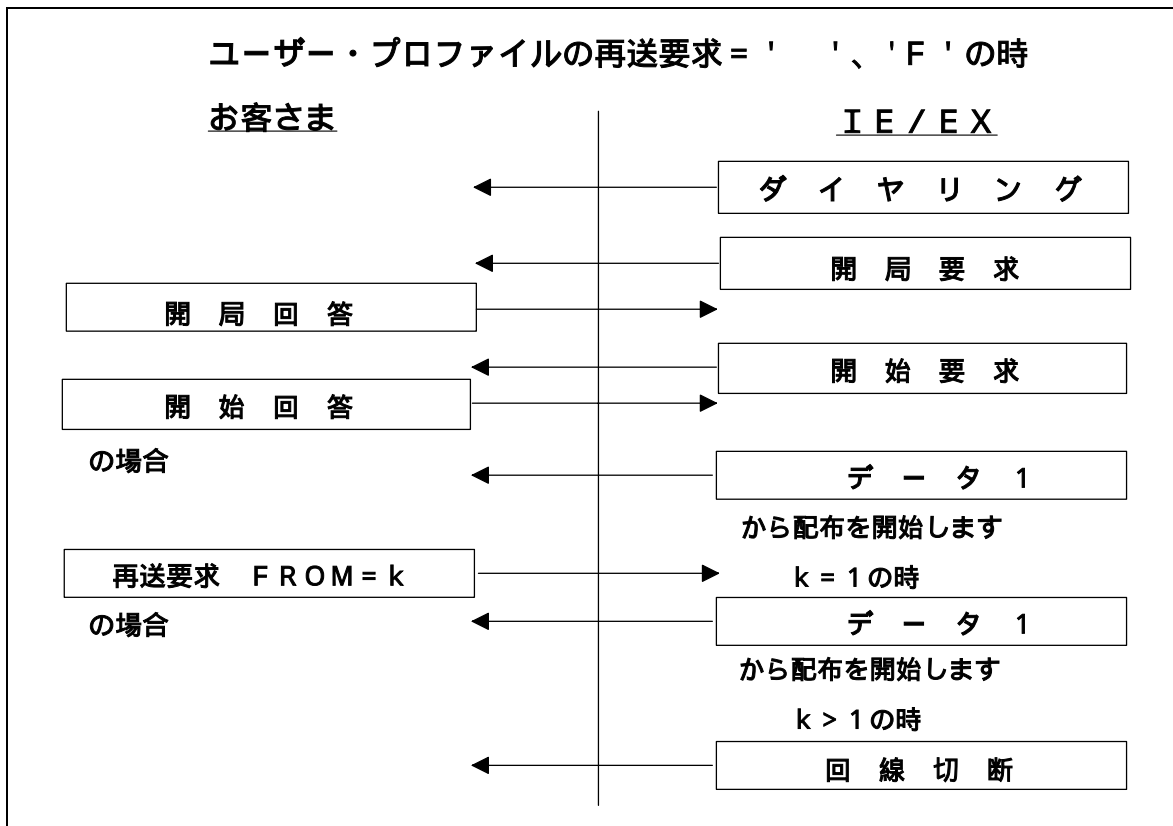 ユーザー・プロファイルの再送要求＝'　'、'Ｆ'の時
お客さま
ＩＥ／ＥＸ
ダイヤリング
開局要求
開局回答
開始要求
開始回答
の場合
データ１
から配布を開始します
再送要求　ＦＲＯＭ＝ｋ
の場合
ｋ＝１の時
データ１
から配布を開始します
ｋ＞１の時
回線切断